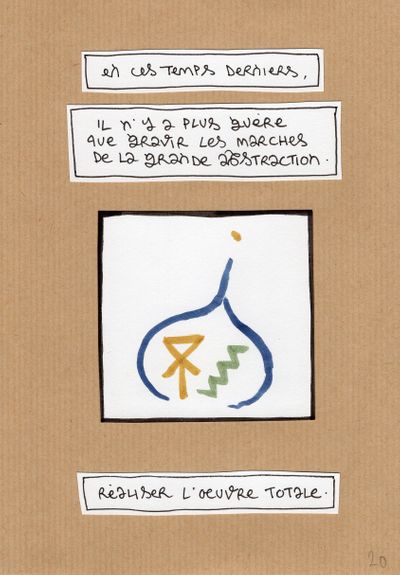 en ces temps derniers,
il n'y a plus guère
que gravir les marches
de la grande abstraction.
réaliser l'oeuvre totale.
20